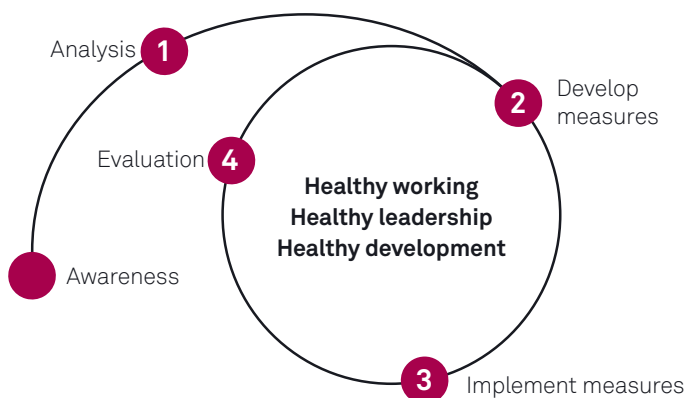 Analysis 1
2 Develop
measures
Evaluation 4
Healthy working
Healthy leadership
Healthy development
Awareness
3 Implement measures